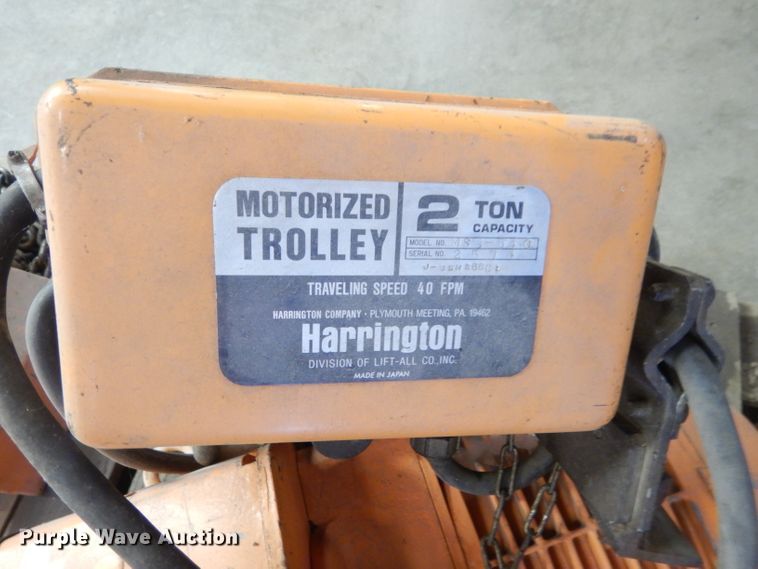 MOTORIZED
TROLLEY
2 TON
CAPACITY
MODEL NO.
SERIAL NO.
TRAVELING SPEED 40 FPM
HARRINGTON COMPANY • PLYMOUTH MEETING, PA. 19462
Harrington
DIVISION OF LIFT-ALL CO., INC.
MADE IN JAPAN
Purple Wave Auction